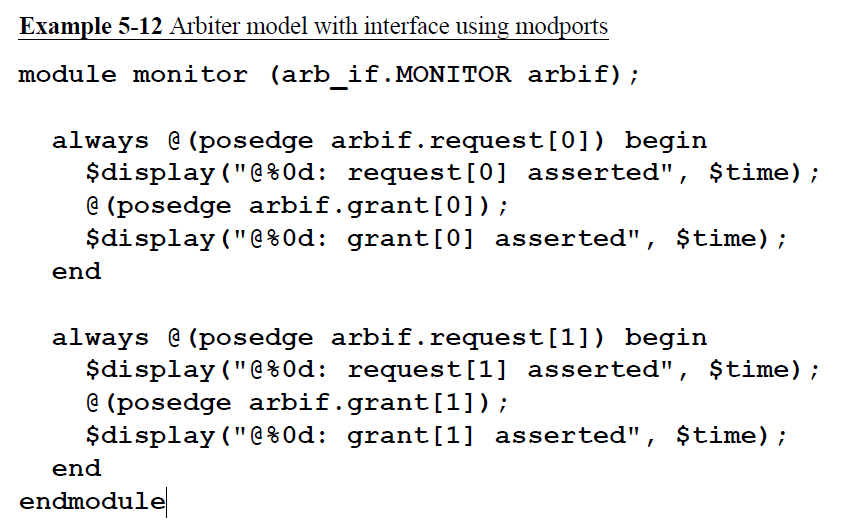 Example 5-12 Arbiter model with interface using modports
module monitor (arb_if.MONITOR arbif);
always @(posedge arbif.request[0]) begin
$display("@%0d: request[0] asserted", $time);
@(posedge arbif.grant[0]);
$display("@%0d: grant[0] asserted", $time);
end
always @(posedge arbif.request[1]) begin
$display("@%0d: request[1] asserted", $time);
@(posedge arbif.grant[1]);
$display("@%0d: grant[1] asserted", $time);
end
endmodule